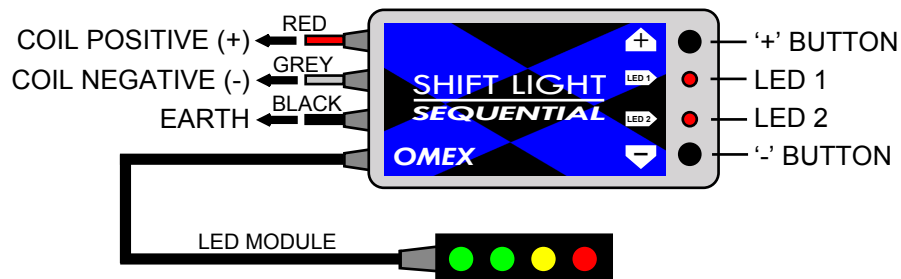 RED
COIL POSITIVE (+)
GREY
COIL NEGATIVE (-)
BLACK
EARTH
SHIFT LIGHT
SEQUENTIAL
OMEX
+
LED 1
LED 2
−
‘+’ BUTTON
LED 1
LED 2
‘-’ BUTTON
LED MODULE